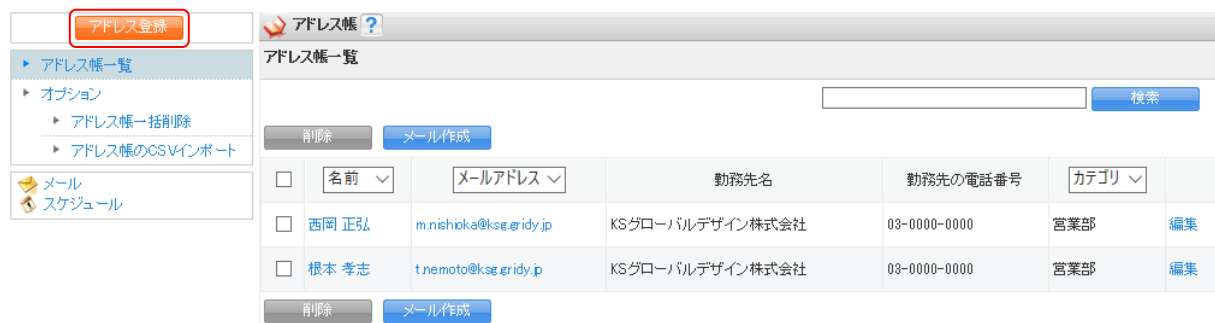 アドレス登録
アドレス帳一覧
オプション
アドレス帳一括削除
アドレス帳のCSVインポート
メール
スケジュール
アドレス帳 ?
アドレス帳一覧
検索
削除 メール作成
名前 メールアドレス 勤務先名 勤務先の電話番号 カテゴリ
西岡 正弘 m.nishioka@ksg.gridy.jp KSグローバルデザイン株式会社 03-0000-0000 営業部 編集
根本 孝志 t.nemoto@ksg.gridy.jp KSグローバルデザイン株式会社 03-0000-0000 営業部 編集
削除 メール作成